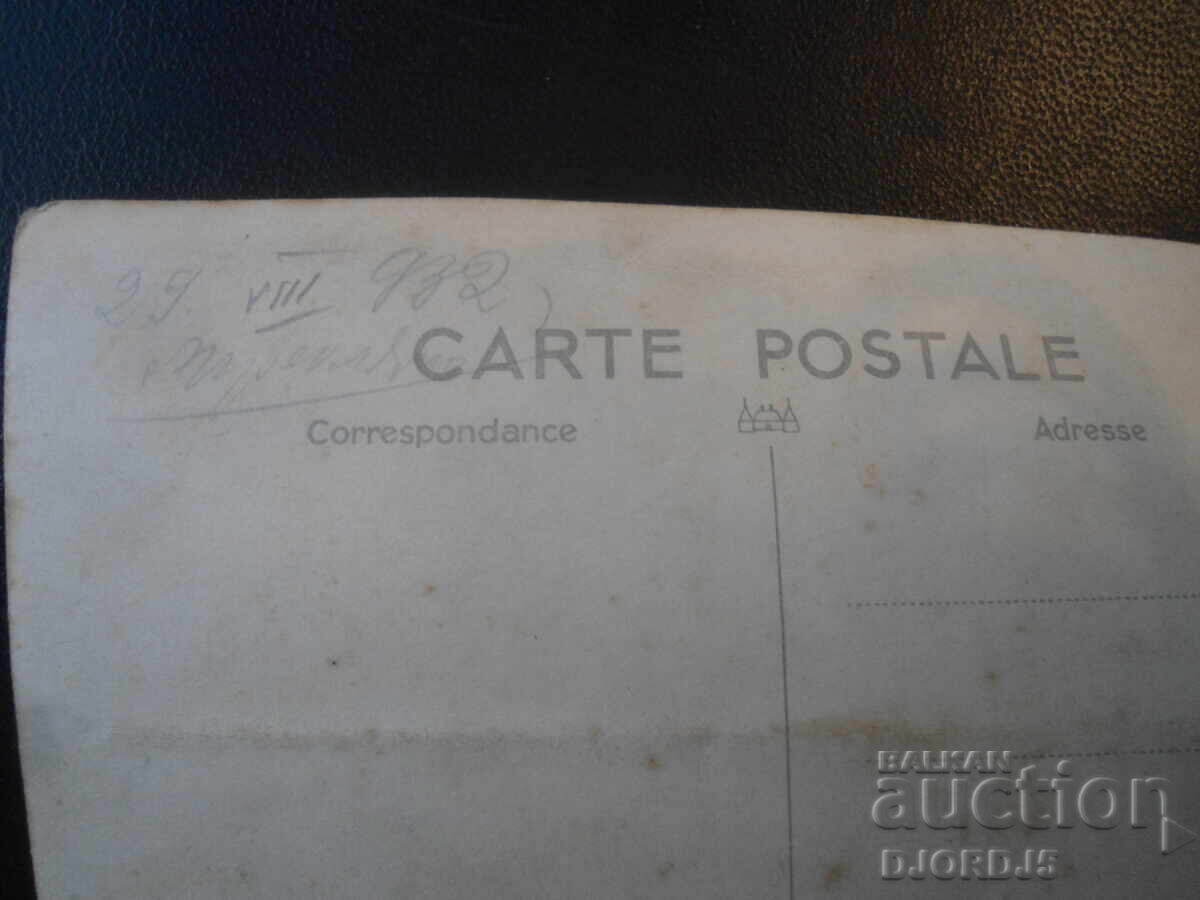 29. VIII 932
CARTE POSTALE
Correspondance
Adresse
BALKAN
auction
DJORDJ5